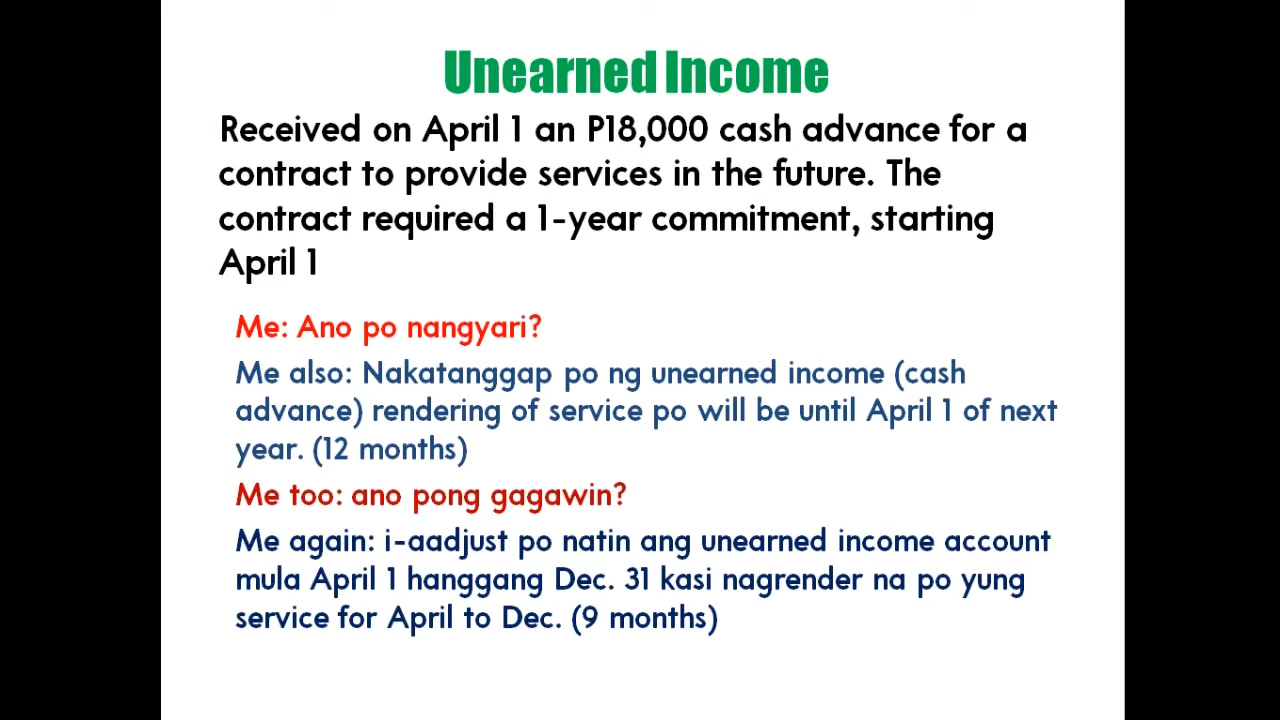 Unearned Income
Received on April 1 an P18,000 cash advance for a
contract to provide services in the future. The
contract required a 1-year commitment, starting
April 1
Me: Ano po nangyari?
Me also: Nakatanggap po ng unearned income (cash
advance) rendering of service po will be until April 1 of next
year. (12 months)
Me too: ano pong gagawin?
Me again: i-aadjust po natin ang unearned income account
mula April 1 hanggang Dec. 31 kasi nagrender na po yung
service for April to Dec. (9 months)